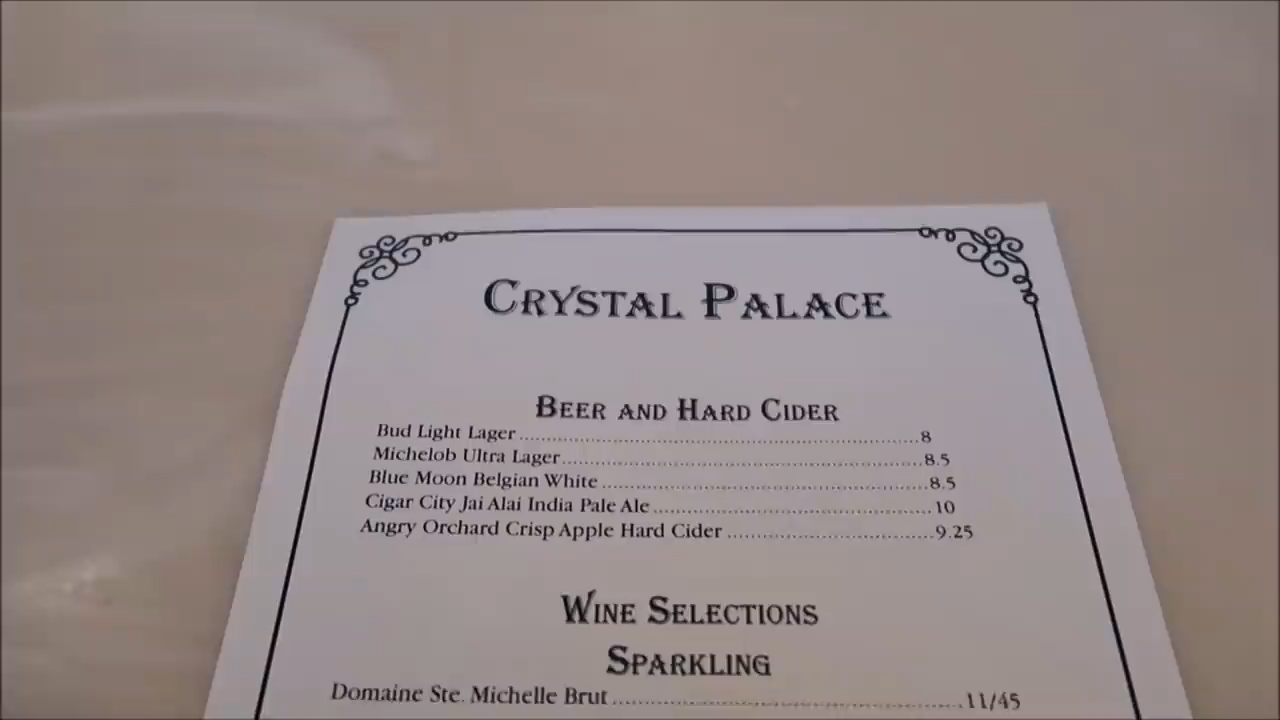 CRYSTAL PALACE
BEER AND HARD CIDER
Bud Light Lager........................................................................8
Michelob Ultra Lager.................................................................8.5
Blue Moon Belgian White...........................................................8.5
Cigar City Jai Alai India Pale Ale..................................................10
Angry Orchard Crisp Apple Hard Cider.....................................9.25
WINE SELECTIONS
SPARKLING
Domaine Ste. Michelle Brut.......................................................11/45